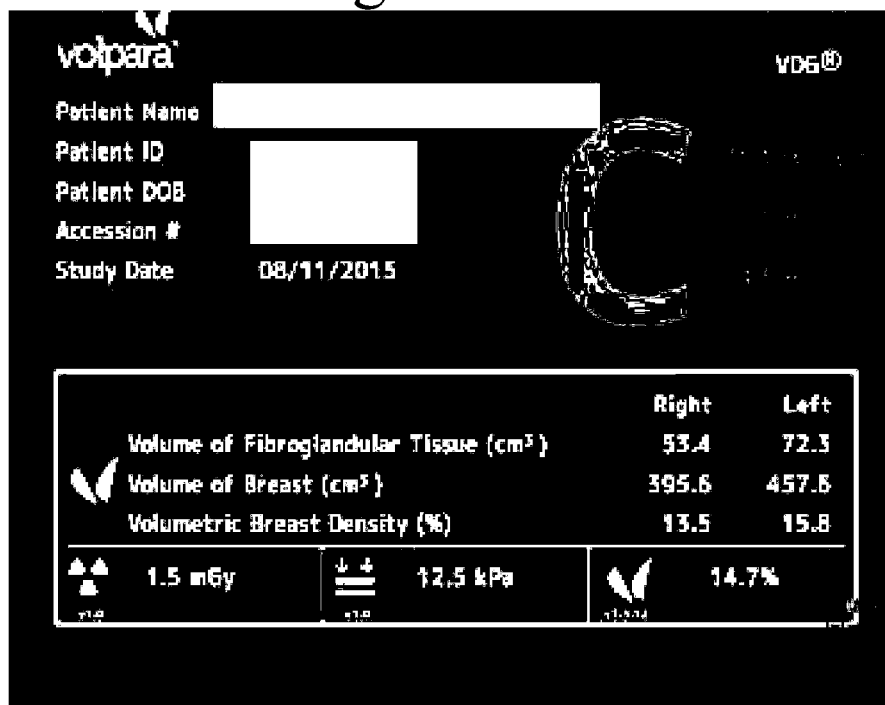 volpara
VDG®
Patient Name
Patient ID
Patient DOB
Accession #
Study Date 08/11/2015
C
Right Left
Volume of Fibroglandular Tissue (cm³) 53.4 72.3
Volume of Breast (cm³) 395.6 457.6
Volumetric Breast Density (%) 13.5 15.8
1.5 mGy 12.5 kPa 14.7%